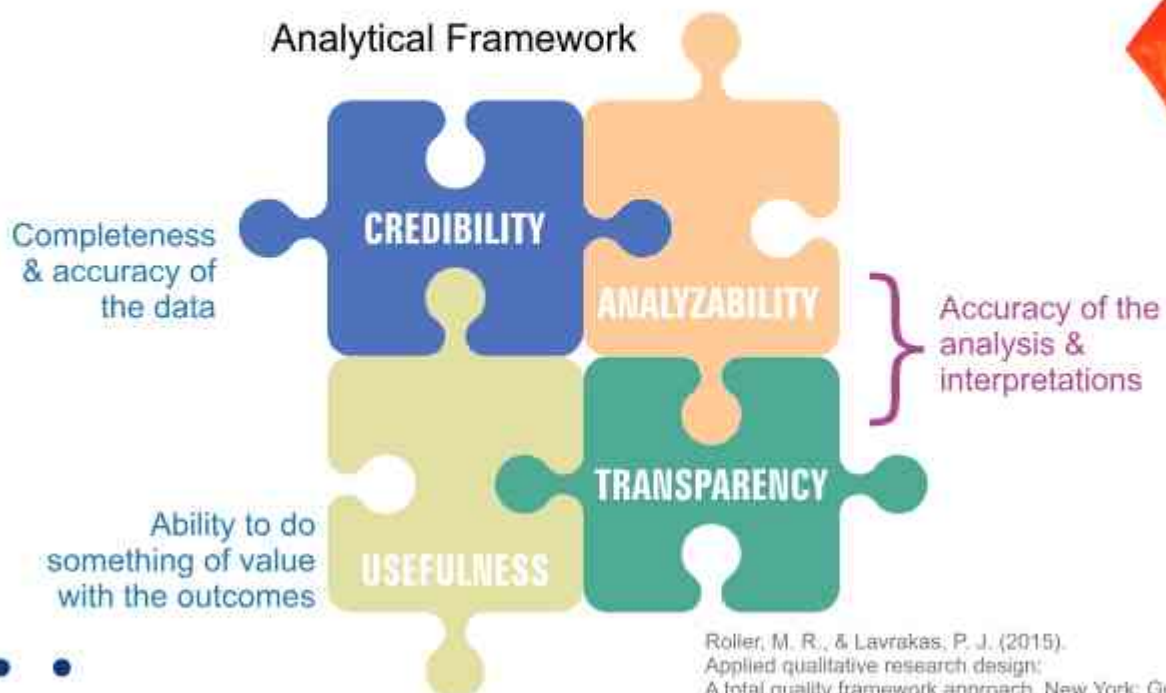 Analytical Framework
CREDIBILITY
Completeness
& accuracy of
the data
ANALYZABILITY
Accuracy of the
analysis &
interpretations
TRANSPARENCY
USEFULNESS
Ability to do
something of value
with the outcomes
Roller, M. R., & Lavrakas, P. J. (2015).
Applied qualitative research design:
A total quality framework approach. New York: